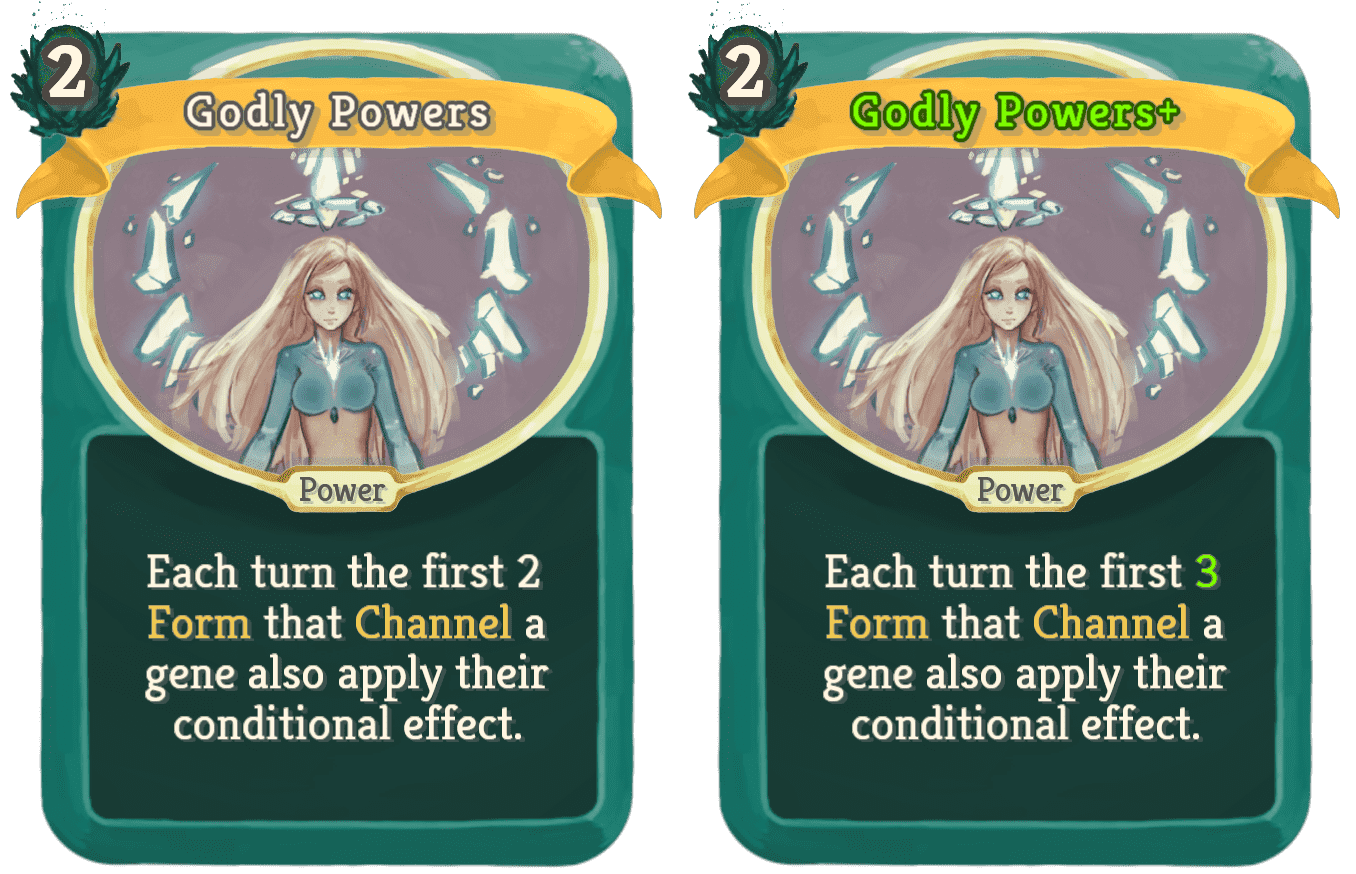 2
Godly Powers
Power
Each turn the first 2
Form that Channel a
gene also apply their
conditional effect.
2
Godly Powers+
Power
Each turn the first 3
Form that Channel a
gene also apply their
conditional effect.